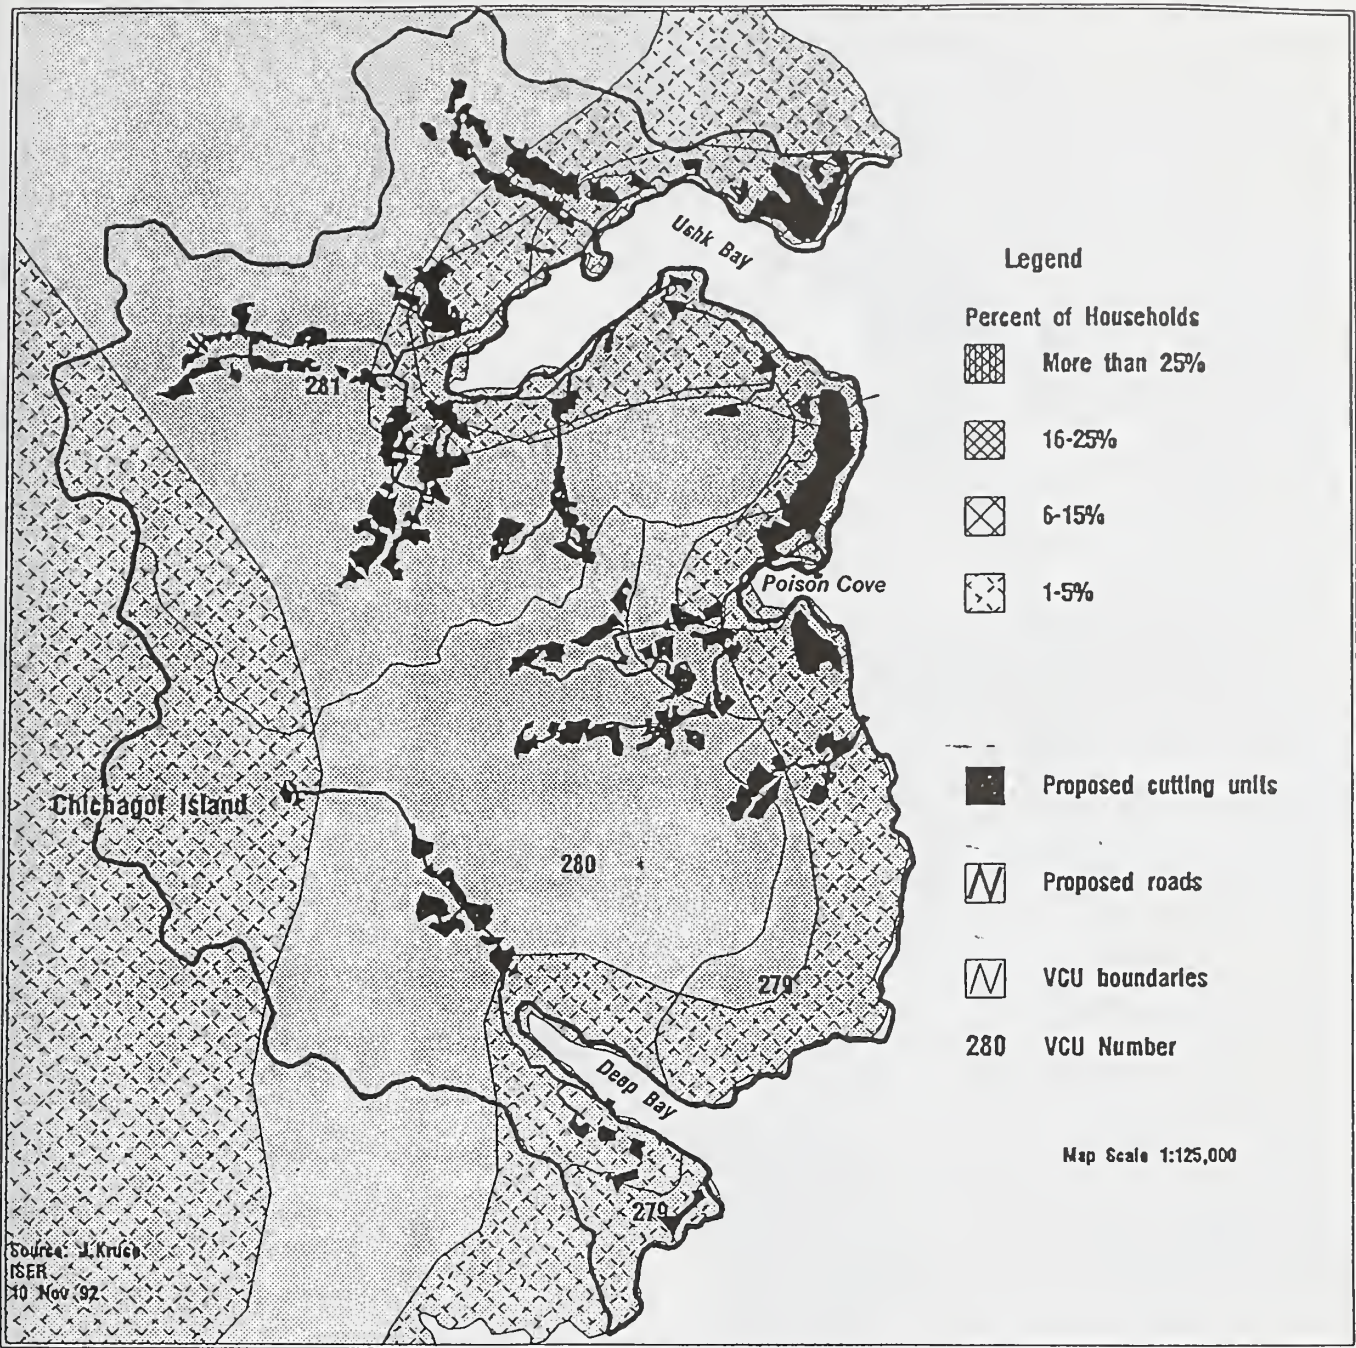 Ushk Bay
Legend
Percent of Households
More than 25%
16-25%
6-15%
1-5%
281
Poison Cove
Chichagof Island
Proposed cutting units
280
Proposed roads
279
VCU boundaries
280 VCU Number
Deep Bay
Map Scale 1:125,000
279
Source: J.Kruse
ISER
10 Nov 92